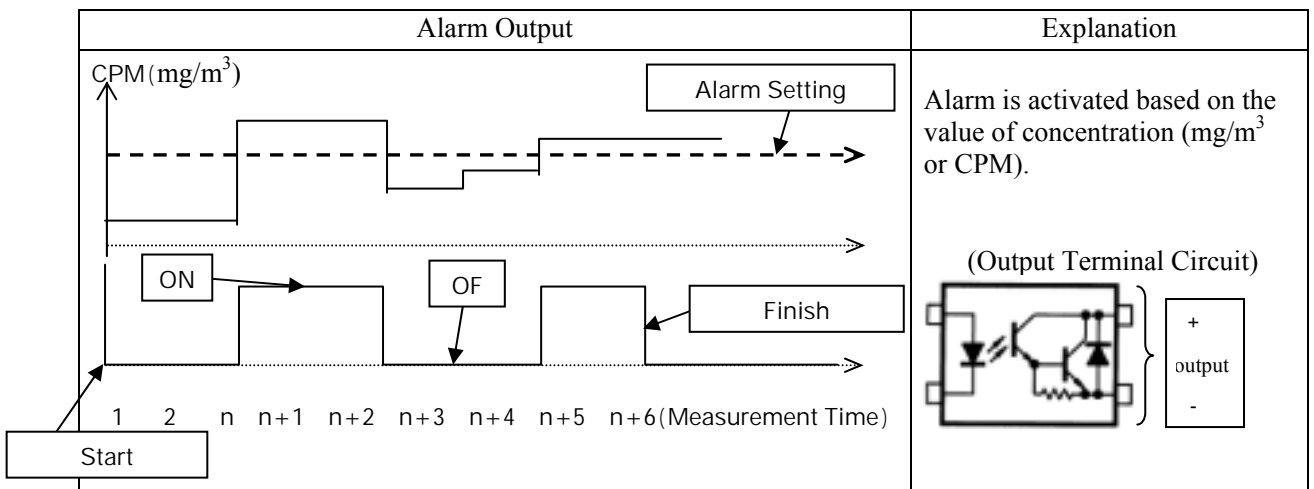 Alarm Output
Explanation
CPM(mg/m³)
Alarm Setting
Alarm is activated based on the
value of concentration (mg/m³
or CPM).
ON
OF
Finish
(Output Terminal Circuit)
+
output
-
1 2 n n+1 n+2 n+3 n+4 n+5 n+6(Measurement Time)
Start